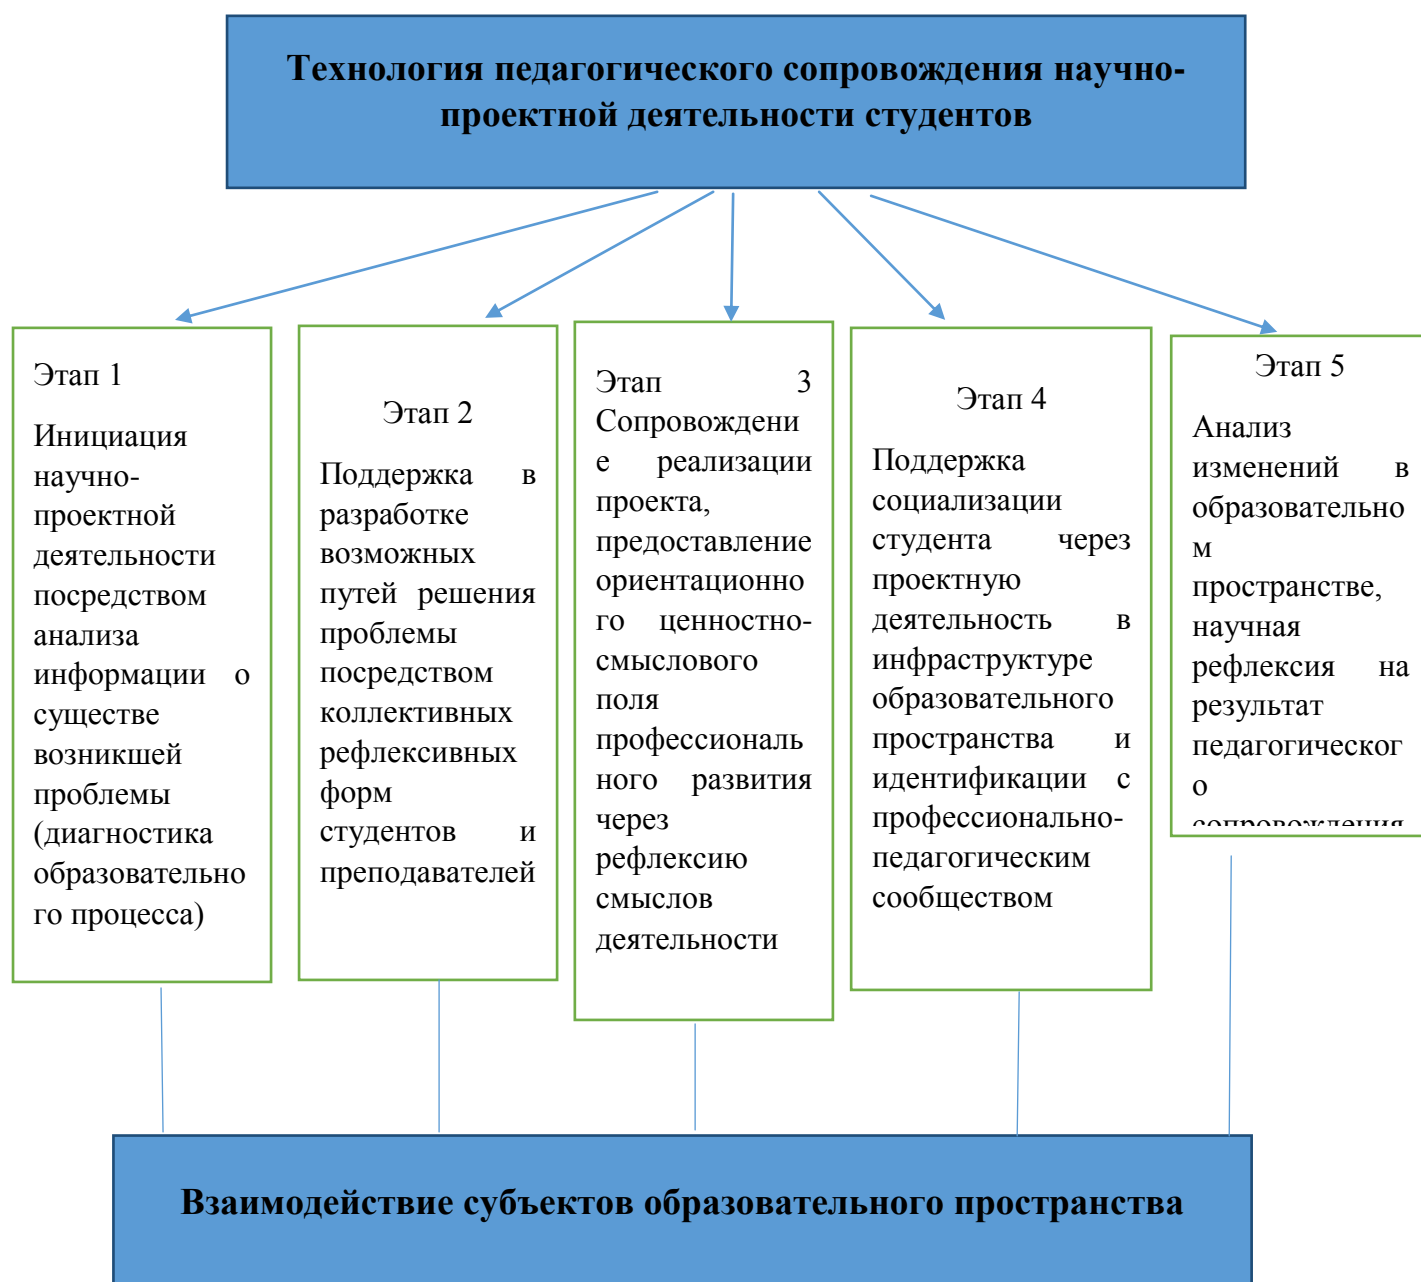 Технология педагогического сопровождения научно-
проектной деятельности студентов
Этап 1
Инициация
научно-
проектной
деятельности
посредством
анализа
информации о
существе
возникшей
проблемы
(диагностика
образовательно
го процесса)
Этап 2
Поддержка в
разработке
возможных
путей решения
проблемы
посредством
коллективных
рефлексивных
форм
студентов и
преподавателей
Этап 3
Сопровождени
е реализации
проекта,
предоставление
ориентационно
го ценностно-
смыслового
поля
профессиональ
ного развития
через
рефлексию
смыслов
деятельности
Этап 4
Поддержка
социализации
студента через
проектную
деятельность в
инфраструктуре
образовательного
пространства и
идентификации с
профессионально-
педагогическим
сообществом
Этап 5
Анализ
изменений в
образовательно
м
пространстве,
научная
рефлексия на
результат
педагогическог
о
сопровождения
Взаимодействие субъектов образовательного пространства